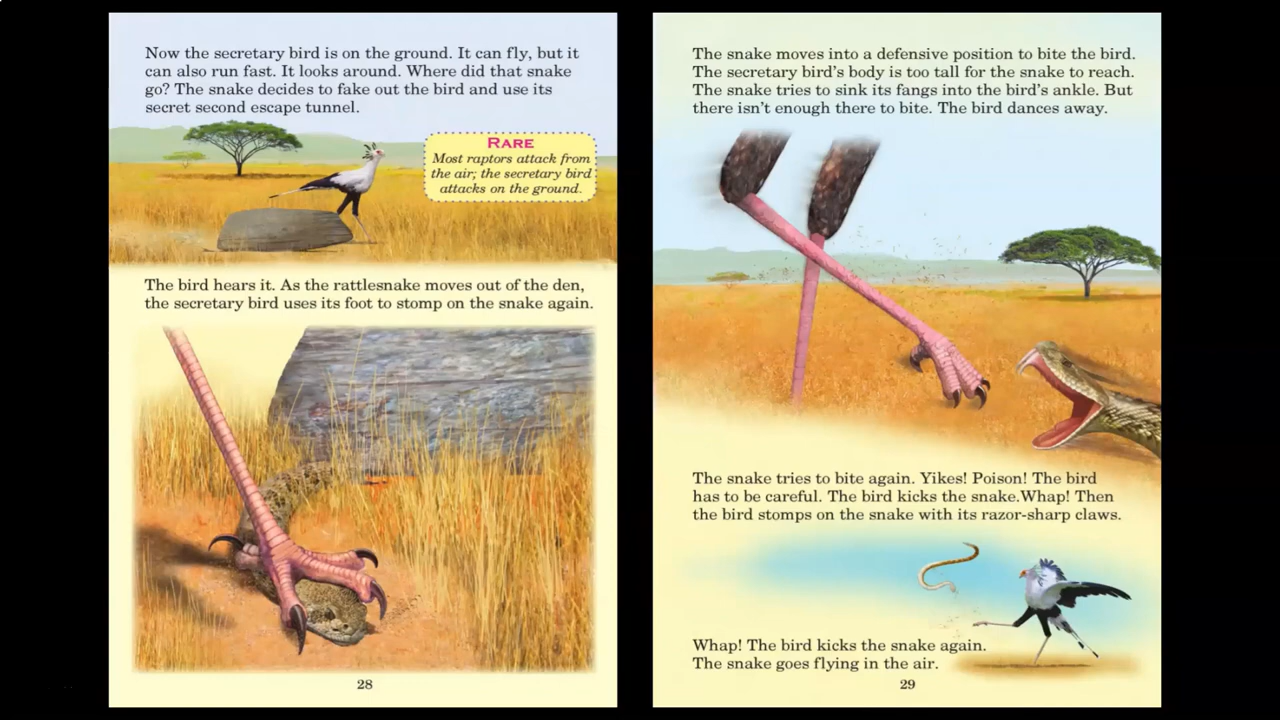 Now the secretary bird is on the ground. It can fly, but it
can also run fast. It looks around. Where did that snake
go? The snake decides to fake out the bird and use its
secret second escape tunnel.
RARE
Most raptors attack from
the air; the secretary bird
attacks on the ground.
The bird hears it. As the rattlesnake moves out of the den,
the secretary bird uses its foot to stomp on the snake again.
28
The snake moves into a defensive position to bite the bird.
The secretary bird's body is too tall for the snake to reach.
The snake tries to sink its fangs into the bird's ankle. But
there isn't enough there to bite. The bird dances away.
The snake tries to bite again. Yikes! Poison! The bird
has to be careful. The bird kicks the snake.Whap! Then
the bird stomps on the snake with its razor-sharp claws.
Whap! The bird kicks the snake again.
The snake goes flying in the air.
29